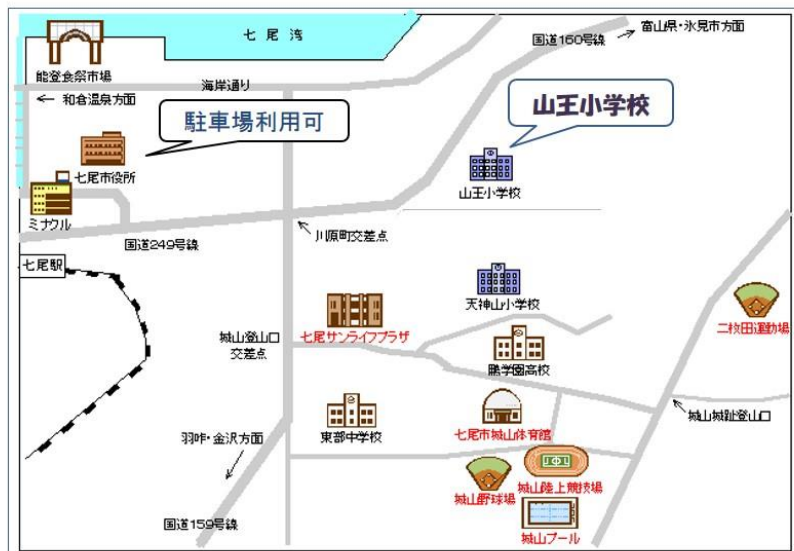 七尾湾
国道160号線
富山県・氷見市方面
能登食祭市場
海岸通り
和倉温泉方面
駐車場利用可
山王小学校
七尾市役所
山王小学校
ミナクル
国道249号線
川原町交差点
七尾駅
天神山小学校
二枚田運動場
城山登山口
交差点
七尾サンライフプラザ
鵬学園高校
城山城趾登山口
東部中学校
七尾市城山体育館
羽咋・金沢方面
城山野球場
城山陸上競技場
国道159号線
城山プール